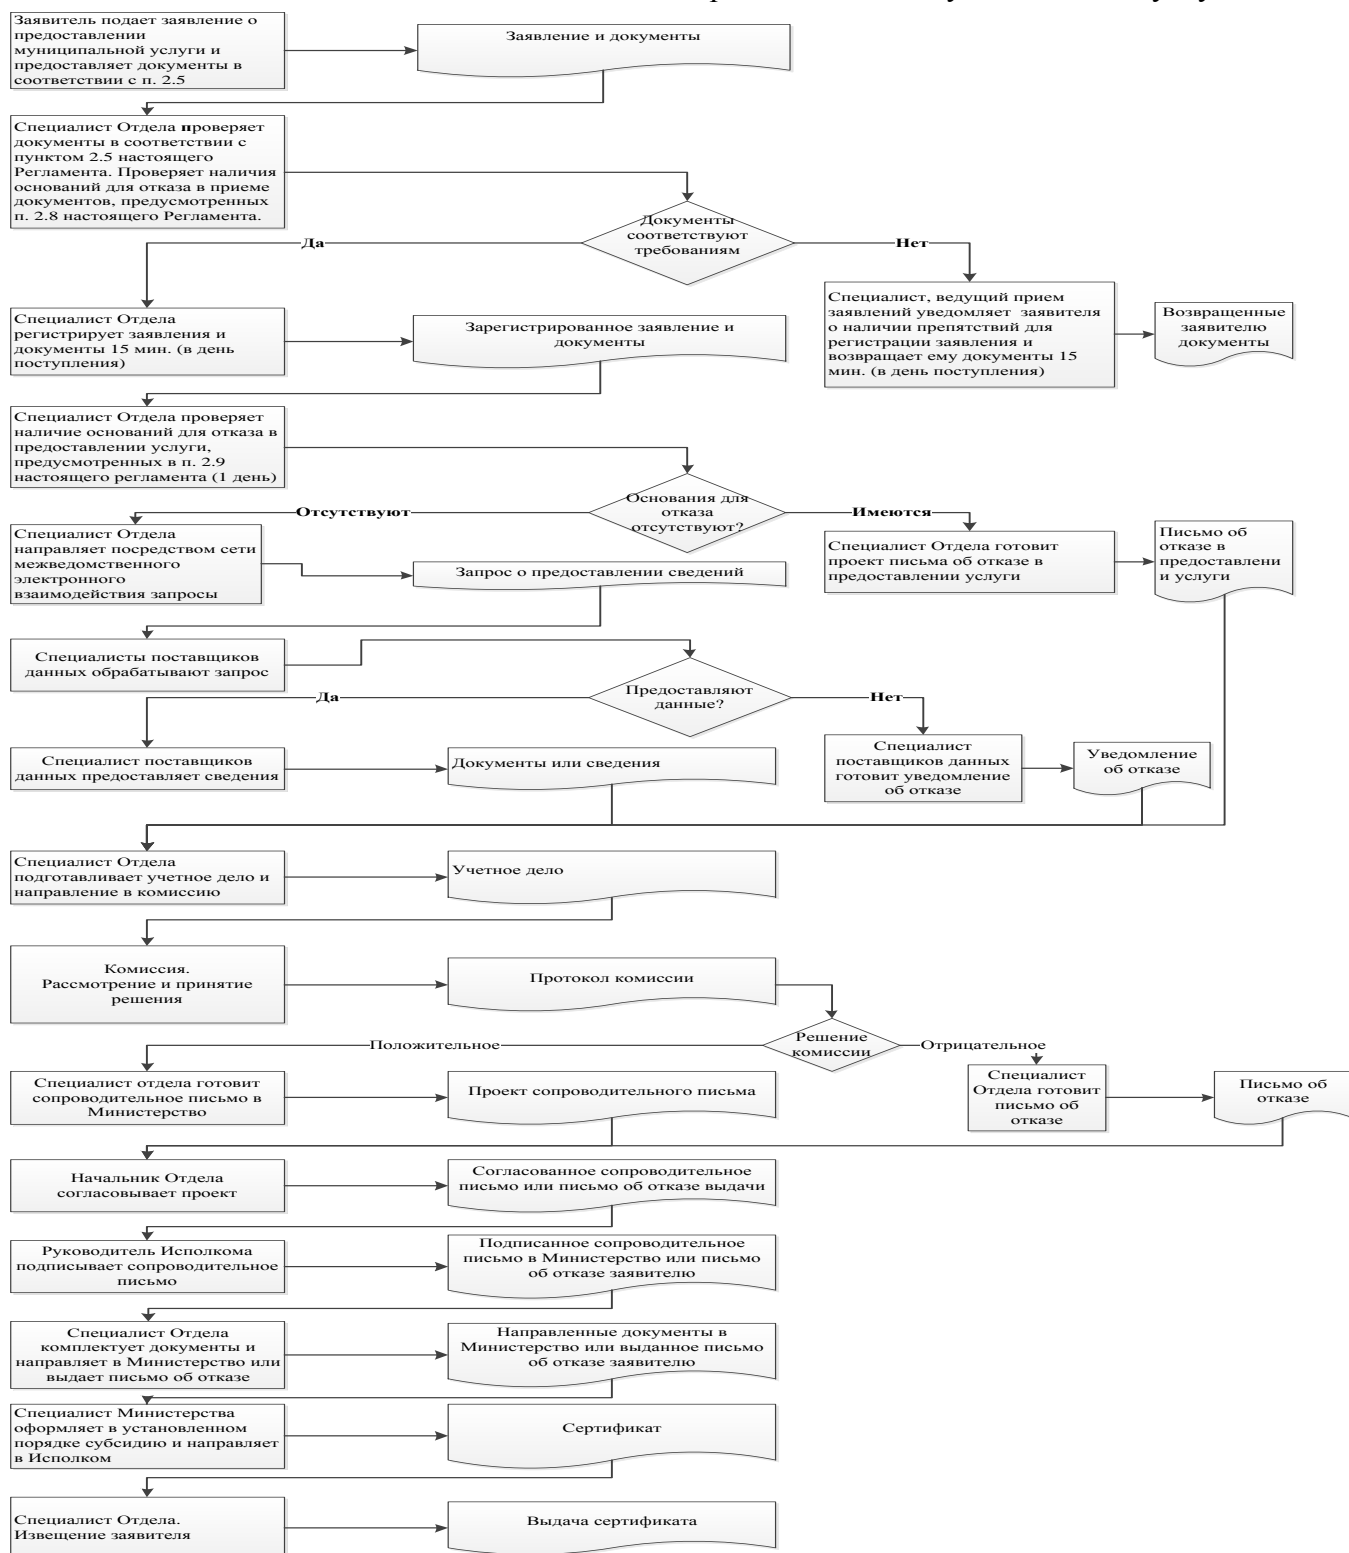 Заявитель подает заявление о
предоставлении
муниципальной услуги и
предоставляет документы в
соответствии с п. 2.5
Заявление и документы
Специалист Отдела проверяет
документы в соответствии с
пунктом 2.5 настоящего
Регламента. Проверяет наличия
оснований для отказа в приеме
документов, предусмотренных
п. 2.8 настоящего Регламента.
Документы
соответствуют
требованиям
Да
Нет
Специалист Отдела
регистрирует заявления и
документы 15 мин. (в день
поступления)
Зарегистрированное заявление и
документы
Специалист, ведущий прием
заявлений уведомляет заявителя
о наличии препятствий для
регистрации заявления и
возвращает ему документы 15
мин. (в день поступления)
Возвращенные
заявителю
документы
Специалист Отдела проверяет
наличие оснований для отказа в
предоставлении услуги,
предусмотренных в п. 2.9
настоящего регламента (1 день)
Основания для
отказа
отсутствуют?
Отсутствуют
Имеются
Специалист Отдела
направляет посредством сети
межведомственного
электронного
взаимодействия запросы
Запрос о предоставлении сведений
Специалист Отдела готовит
проект письма об отказе в
предоставлении услуги
Письмо об
отказе в
предоставлени
и услуги
Специалисты поставщиков
данных обрабатывают запрос
Предоставляют
данные?
Да
Нет
Специалист поставщиков
данных предоставляет сведения
Документы или сведения
Специалист
поставщиков данных
готовит уведомление
об отказе
Уведомление
об отказе
Специалист Отдела
подготавливает учетное дело и
направление в комиссию
Учетное дело
Комиссия.
Рассмотрение и принятие
решения
Протокол комиссии
Решение
комиссии
Положительное
Отрицательное
Специалист отдела готовит
сопроводительное письмо в
Министерство
Проект сопроводительного письма
Специалист
Отдела готовит
письмо об
отказе
Письмо об
отказе
Начальник Отдела
согласовывает проект
Согласованное сопроводительное
письмо или письмо об отказе выдачи
Руководитель Исполкома
подписывает сопроводительное
письмо
Подписанное сопроводительное
письмо в Министерство или письмо
об отказе заявителю
Специалист Отдела
комплектует документы и
направляет в Министерство или
выдает письмо об отказе
Направленные документы в
Министерство или выданное письмо
об отказе заявителю
Специалист Министерства
оформляет в установленном
порядке субсидию и направляет
в Исполком
Сертификат
Специалист Отдела.
Извещение заявителя
Выдача сертификата